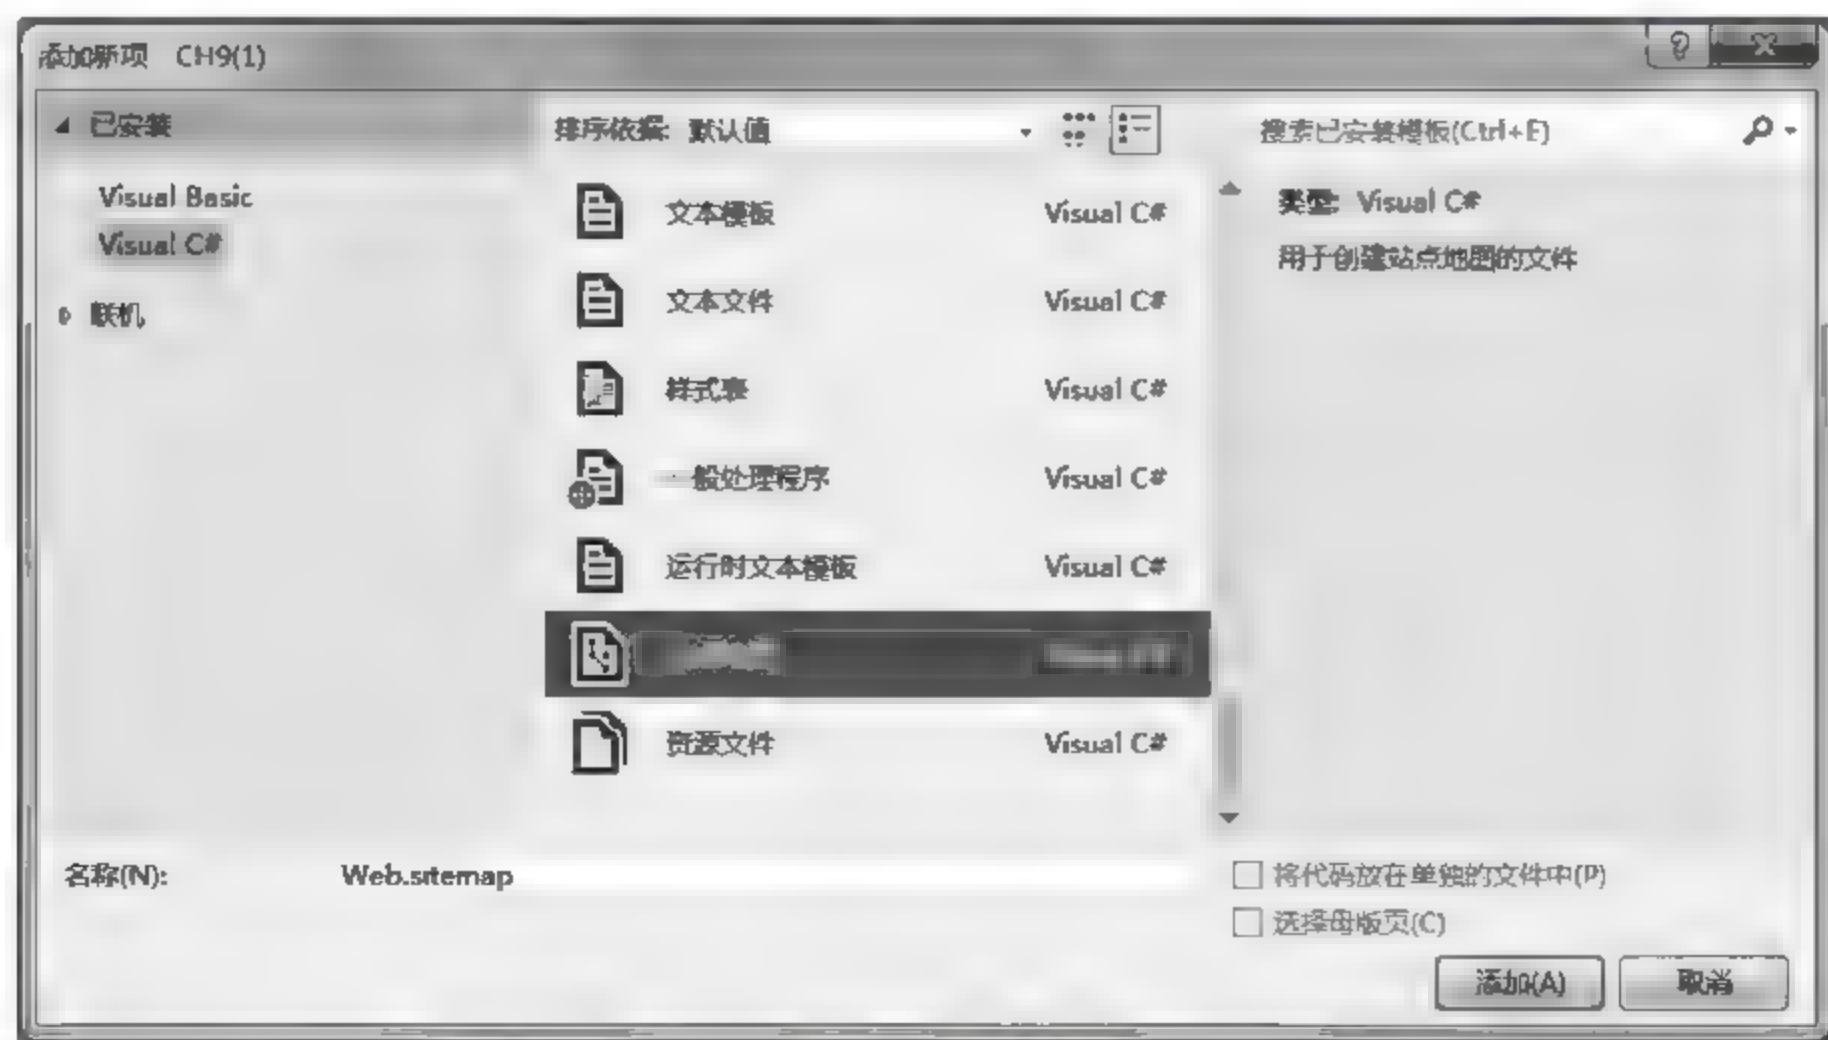 添加新项 CH9(1)
已安装
Visual Basic
Visual C#
联机
排序依据: 默认值
文本模板 Visual C#
文本文件 Visual C#
样式表 Visual C#
一般处理程序 Visual C#
运行时文本模板 Visual C#
资源文件 Visual C#
搜索已安装模板(Ctrl+E)
类型: Visual C#
用于创建站点地图的文件
名称(N): Web.sitemap
将代码放在单独的文件中(P)
选择母版页(C)
添加(A) 取消